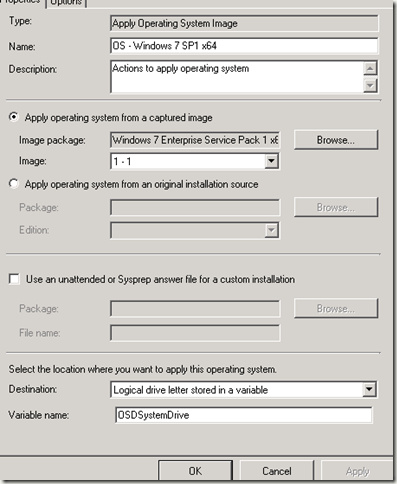 Properties Options
Type: Apply Operating System Image
Name: OS - Windows 7 SP1 x64
Description: Actions to apply operating system
Apply operating system from a captured image
Image package: Windows 7 Enterprise Service Pack 1 x6 Browse...
Image: 1 - 1
Apply operating system from an original installation source
Package: Browse...
Edition:
Use an unattended or Sysprep answer file for a custom installation
Package: Browse...
File name:
Select the location where you want to apply this operating system.
Destination: Logical drive letter stored in a variable
Variable name: OSDSystemDrive
OK Cancel Apply